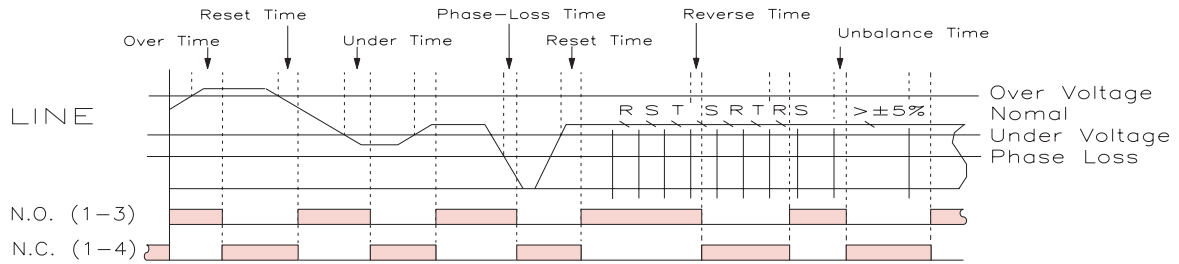 Reset Time
Phase-Loss Time
Reverse Time
Over Time
Under Time
Reset Time
Unbalance Time
LINE
R S T S R T R S
>±5%
Over Voltage
Nomal
Under Voltage
Phase Loss
N.O. (1-3)
N.C. (1-4)